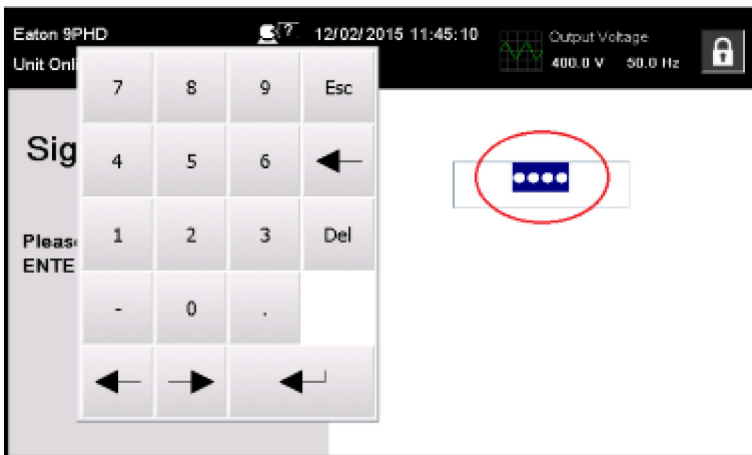 Eaton 9PHD 12/02/2015 11:45:10 Output Voltage
Unit Onli 400.0 V 50.0 Hz
7 8 9 Esc
Sig
4 5 6
1 2 3 Del
Pleas
ENTE
- 0 .